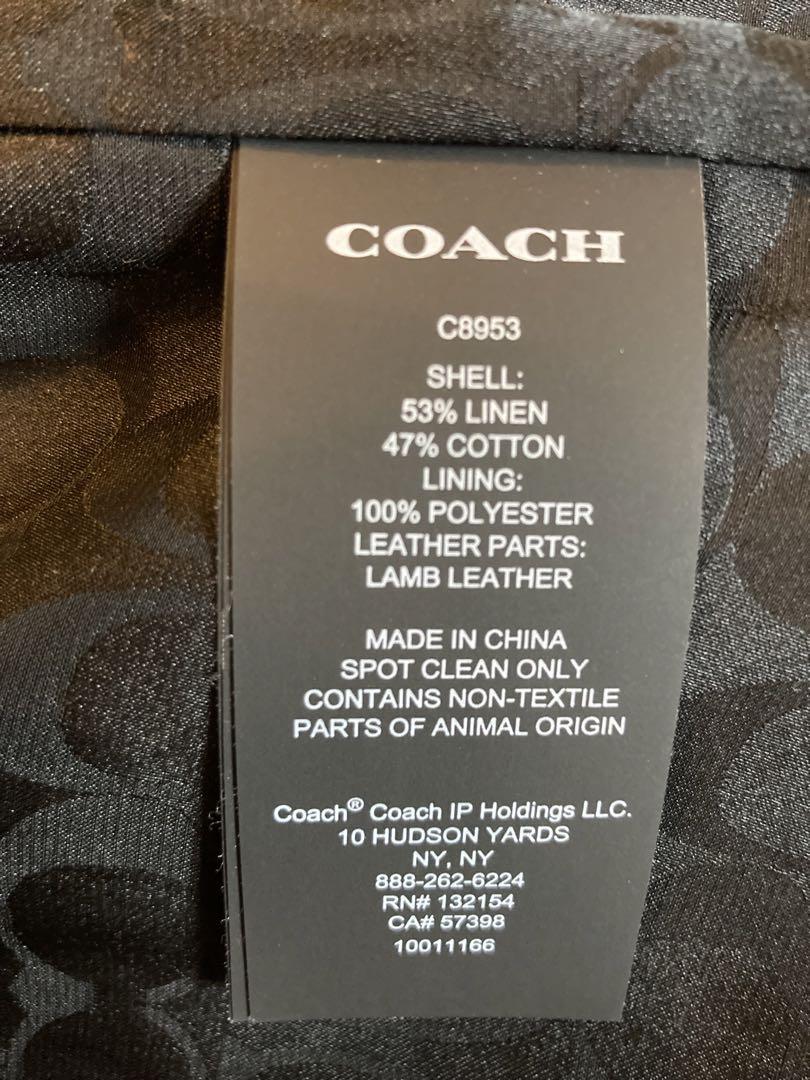 COACH
C8953
SHELL:
53% LINEN
47% COTTON
LINING:
100% POLYESTER
LEATHER PARTS:
LAMB LEATHER
MADE IN CHINA
SPOT CLEAN ONLY
CONTAINS NON-TEXTILE
PARTS OF ANIMAL ORIGIN
Coach® Coach IP Holdings LLC.
10 HUDSON YARDS
NY, NY
888-262-6224
RN# 132154
CA# 57398
10011166